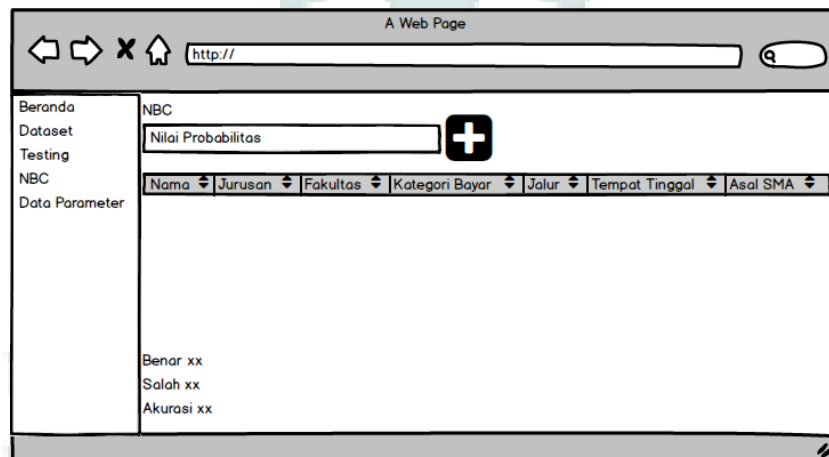 A Web Page
http://
Beranda
Dataset
Testing
NBC
Data Parameter
NBC
Nilai Probabilitas
Nama Jurusan Fakultas Kategori Bayar Jalur Tempat Tinggal Asal SMA
Benar xx
Salah xx
Akurasi xx